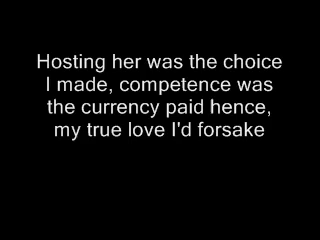 Hosting her was the choice
I made, competence was
the currency paid hence,
my true love I'd forsake